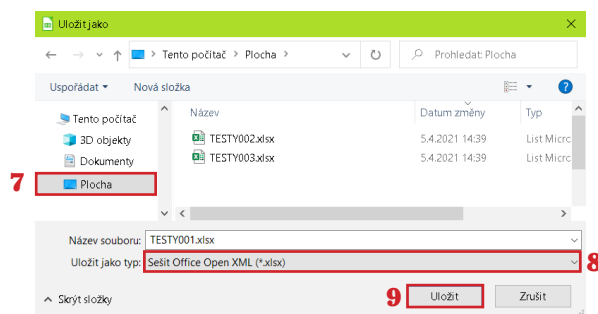 Uložit jako
Tento počítač > Plocha >
Prohledat: Plocha
Uspořádat Nová složka
Název Datum změny Typ
Tento počítač
3D objekty
Dokumenty
7 Plocha
TESTY002.xlsx 5.4.2021 14:39 List Micrc
TESTY003.xlsx 5.4.2021 14:39 List Micrc
Název souboru: TESTY001.xlsx
Uložit jako typ: Sešit Office Open XML (*.xlsx) 8
Skrýt složky 9 Uložit Zrušit